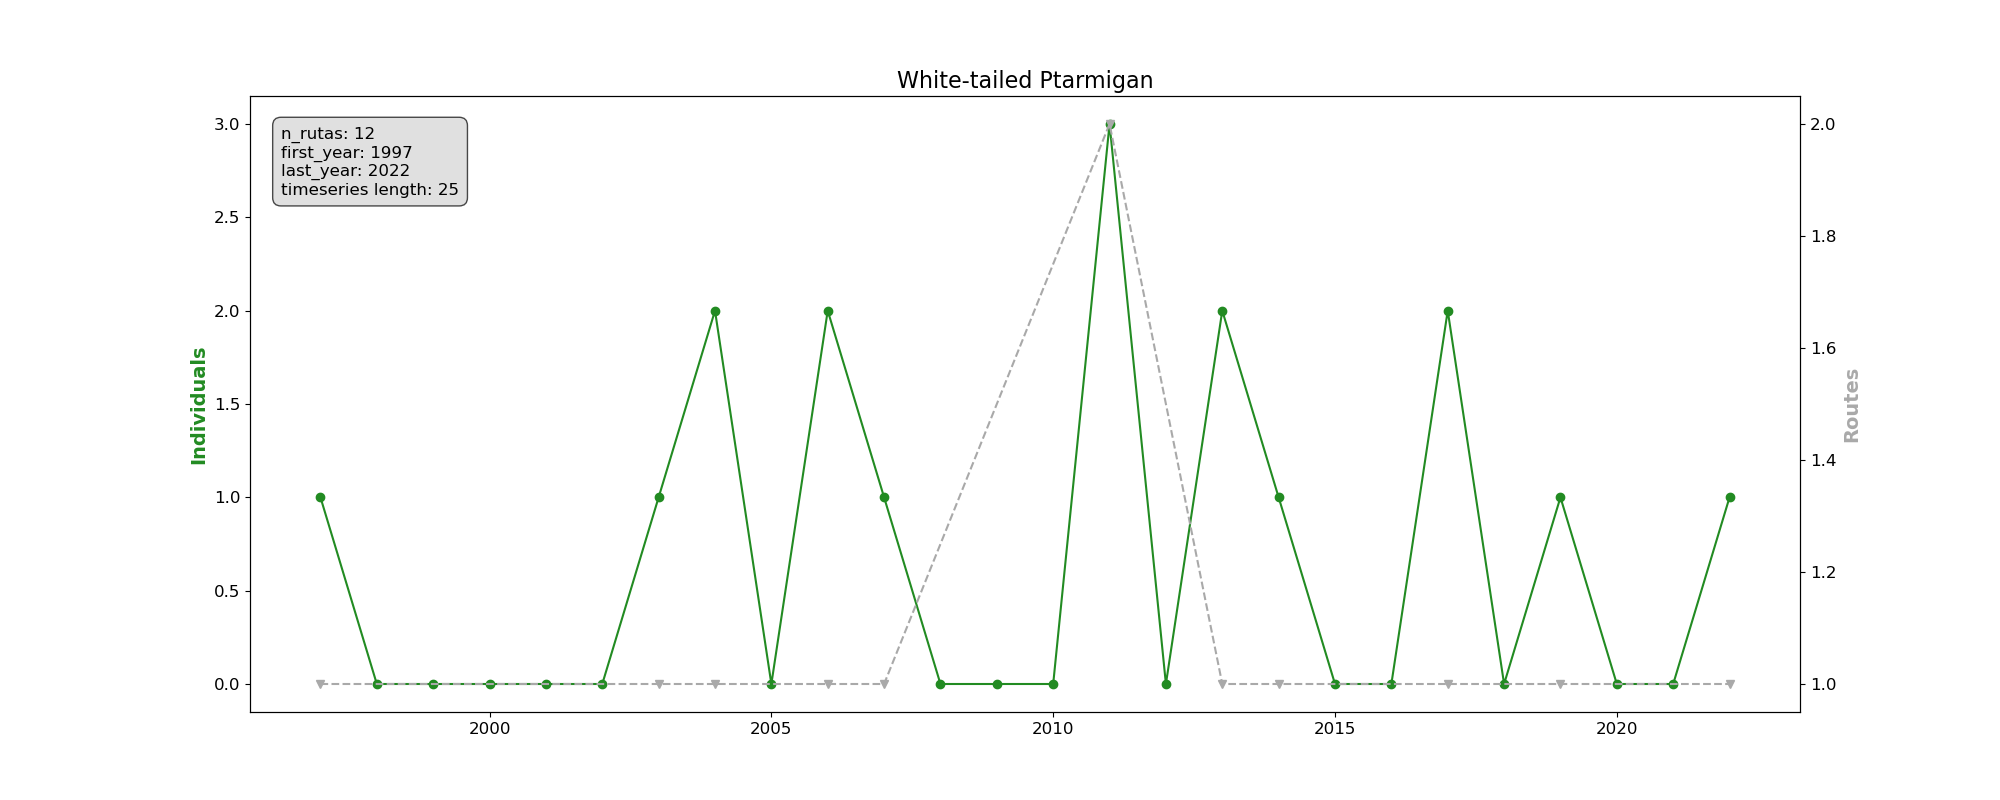 White-tailed Ptarmigan
n_rutas: 12
first_year: 1997
last_year: 2022
timeseries length: 25
3.0
2.5
2.0
1.5
1.0
0.5
0.0
Individuals
2.0
1.8
1.6
1.4
1.2
1.0
Routes
2000
2005
2010
2015
2020